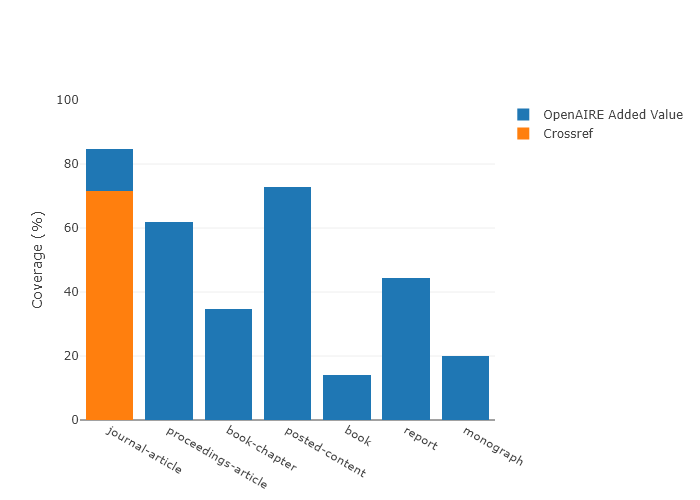 100
80
60
40
20
0
Coverage (%)
OpenAIRE Added Value
Crossref
journal-article
proceedings-article
book-chapter
posted-content
book
report
monograph